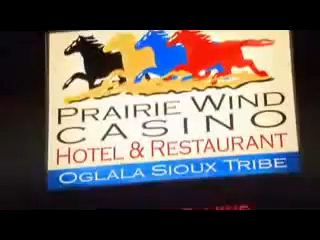 PRAIRIE WIND
CASINO
HOTEL & RESTAURANT
OGLALA SIOUX TRIBE